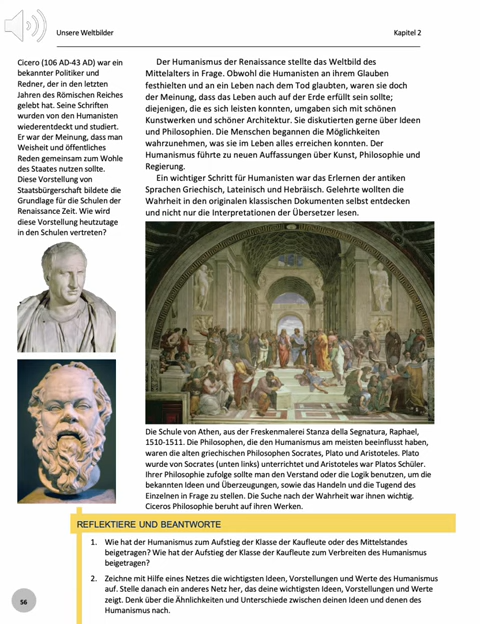 Unsere Weltbilder
Kapitel 2
Cicero (106 AD-43 AD) war ein
bekannter Politiker und
Redner, der in den letzten
Jahren des Römischen Reiches
gelebt hat. Seine Schriften
wurden von den Humanisten
wiederentdeckt und studiert.
Er war der Meinung, dass man
Weisheit und öffentliches
Reden gemeinsam zum Wohle
des Staates nutzen sollte.
Diese Vorstellung von
Staatsbürgerschaft bildete die
Grundlage für die Schulen der
Renaissance Zeit. Wie wird
diese Vorstellung heutzutage
in den Schulen vertreten?
Der Humanismus der Renaissance stellte das Weltbild des
Mittelalters in Frage. Obwohl die Humanisten an ihrem Glauben
festhielten und an ein Leben nach dem Tod glaubten, waren sie doch
der Meinung, dass das Leben auch auf der Erde erfüllt sein sollte;
diejenigen, die es sich leisten konnten, umgaben sich mit schönen
Kunstwerken und schöner Architektur. Sie diskutierten gerne über Ideen
und Philosophien. Die Menschen begannen die Möglichkeiten
wahrzunehmen, was sie im Leben alles erreichen konnten. Der
Humanismus führte zu neuen Auffassungen über Kunst, Philosophie und
Regierung.
Ein wichtiger Schritt für Humanisten war das Erlernen der antiken
Sprachen Griechisch, Lateinisch und Hebräisch. Gelehrte wollten die
Wahrheit in den originalen klassischen Dokumenten selbst entdecken
und nicht nur die Interpretationen der Übersetzer lesen.
Die Schule von Athen, aus der Freskenmalerei Stanza della Segnatura, Raphael,
1510-1511. Die Philosophen, die den Humanismus am meisten beeinflusst haben,
waren die alten griechischen Philosophen Socrates, Plato und Aristoteles. Plato
wurde von Socrates (unten links) unterrichtet und Aristoteles war Platos Schüler.
Ihrer Philosophie zufolge sollte man den Verstand oder die Logik benutzen, um die
bekannten Ideen und Überzeugungen, sowie das Handeln und die Tugend des
Einzelnen in Frage zu stellen. Die Suche nach der Wahrheit war ihnen wichtig.
Ciceros Philosophie beruht auf ihren Werken.
REFLEKTIERE UND BEANTWORTE
1. Wie hat der Humanismus zum Aufstieg der Klasse der Kaufleute oder des Mittelstandes
beigetragen? Wie hat der Aufstieg der Klasse der Kaufleute zum Verbreiten des Humanismus
beigetragen?
2. Zeichne mit Hilfe eines Netzes die wichtigsten Ideen, Vorstellungen und Werte des Humanismus
auf. Stelle danach ein anderes Netz her, das deine wichtigsten Ideen, Vorstellungen und Werte
zeigt. Denk über die Ähnlichkeiten und Unterschiede zwischen deinen Ideen und denen des
Humanismus nach.
56